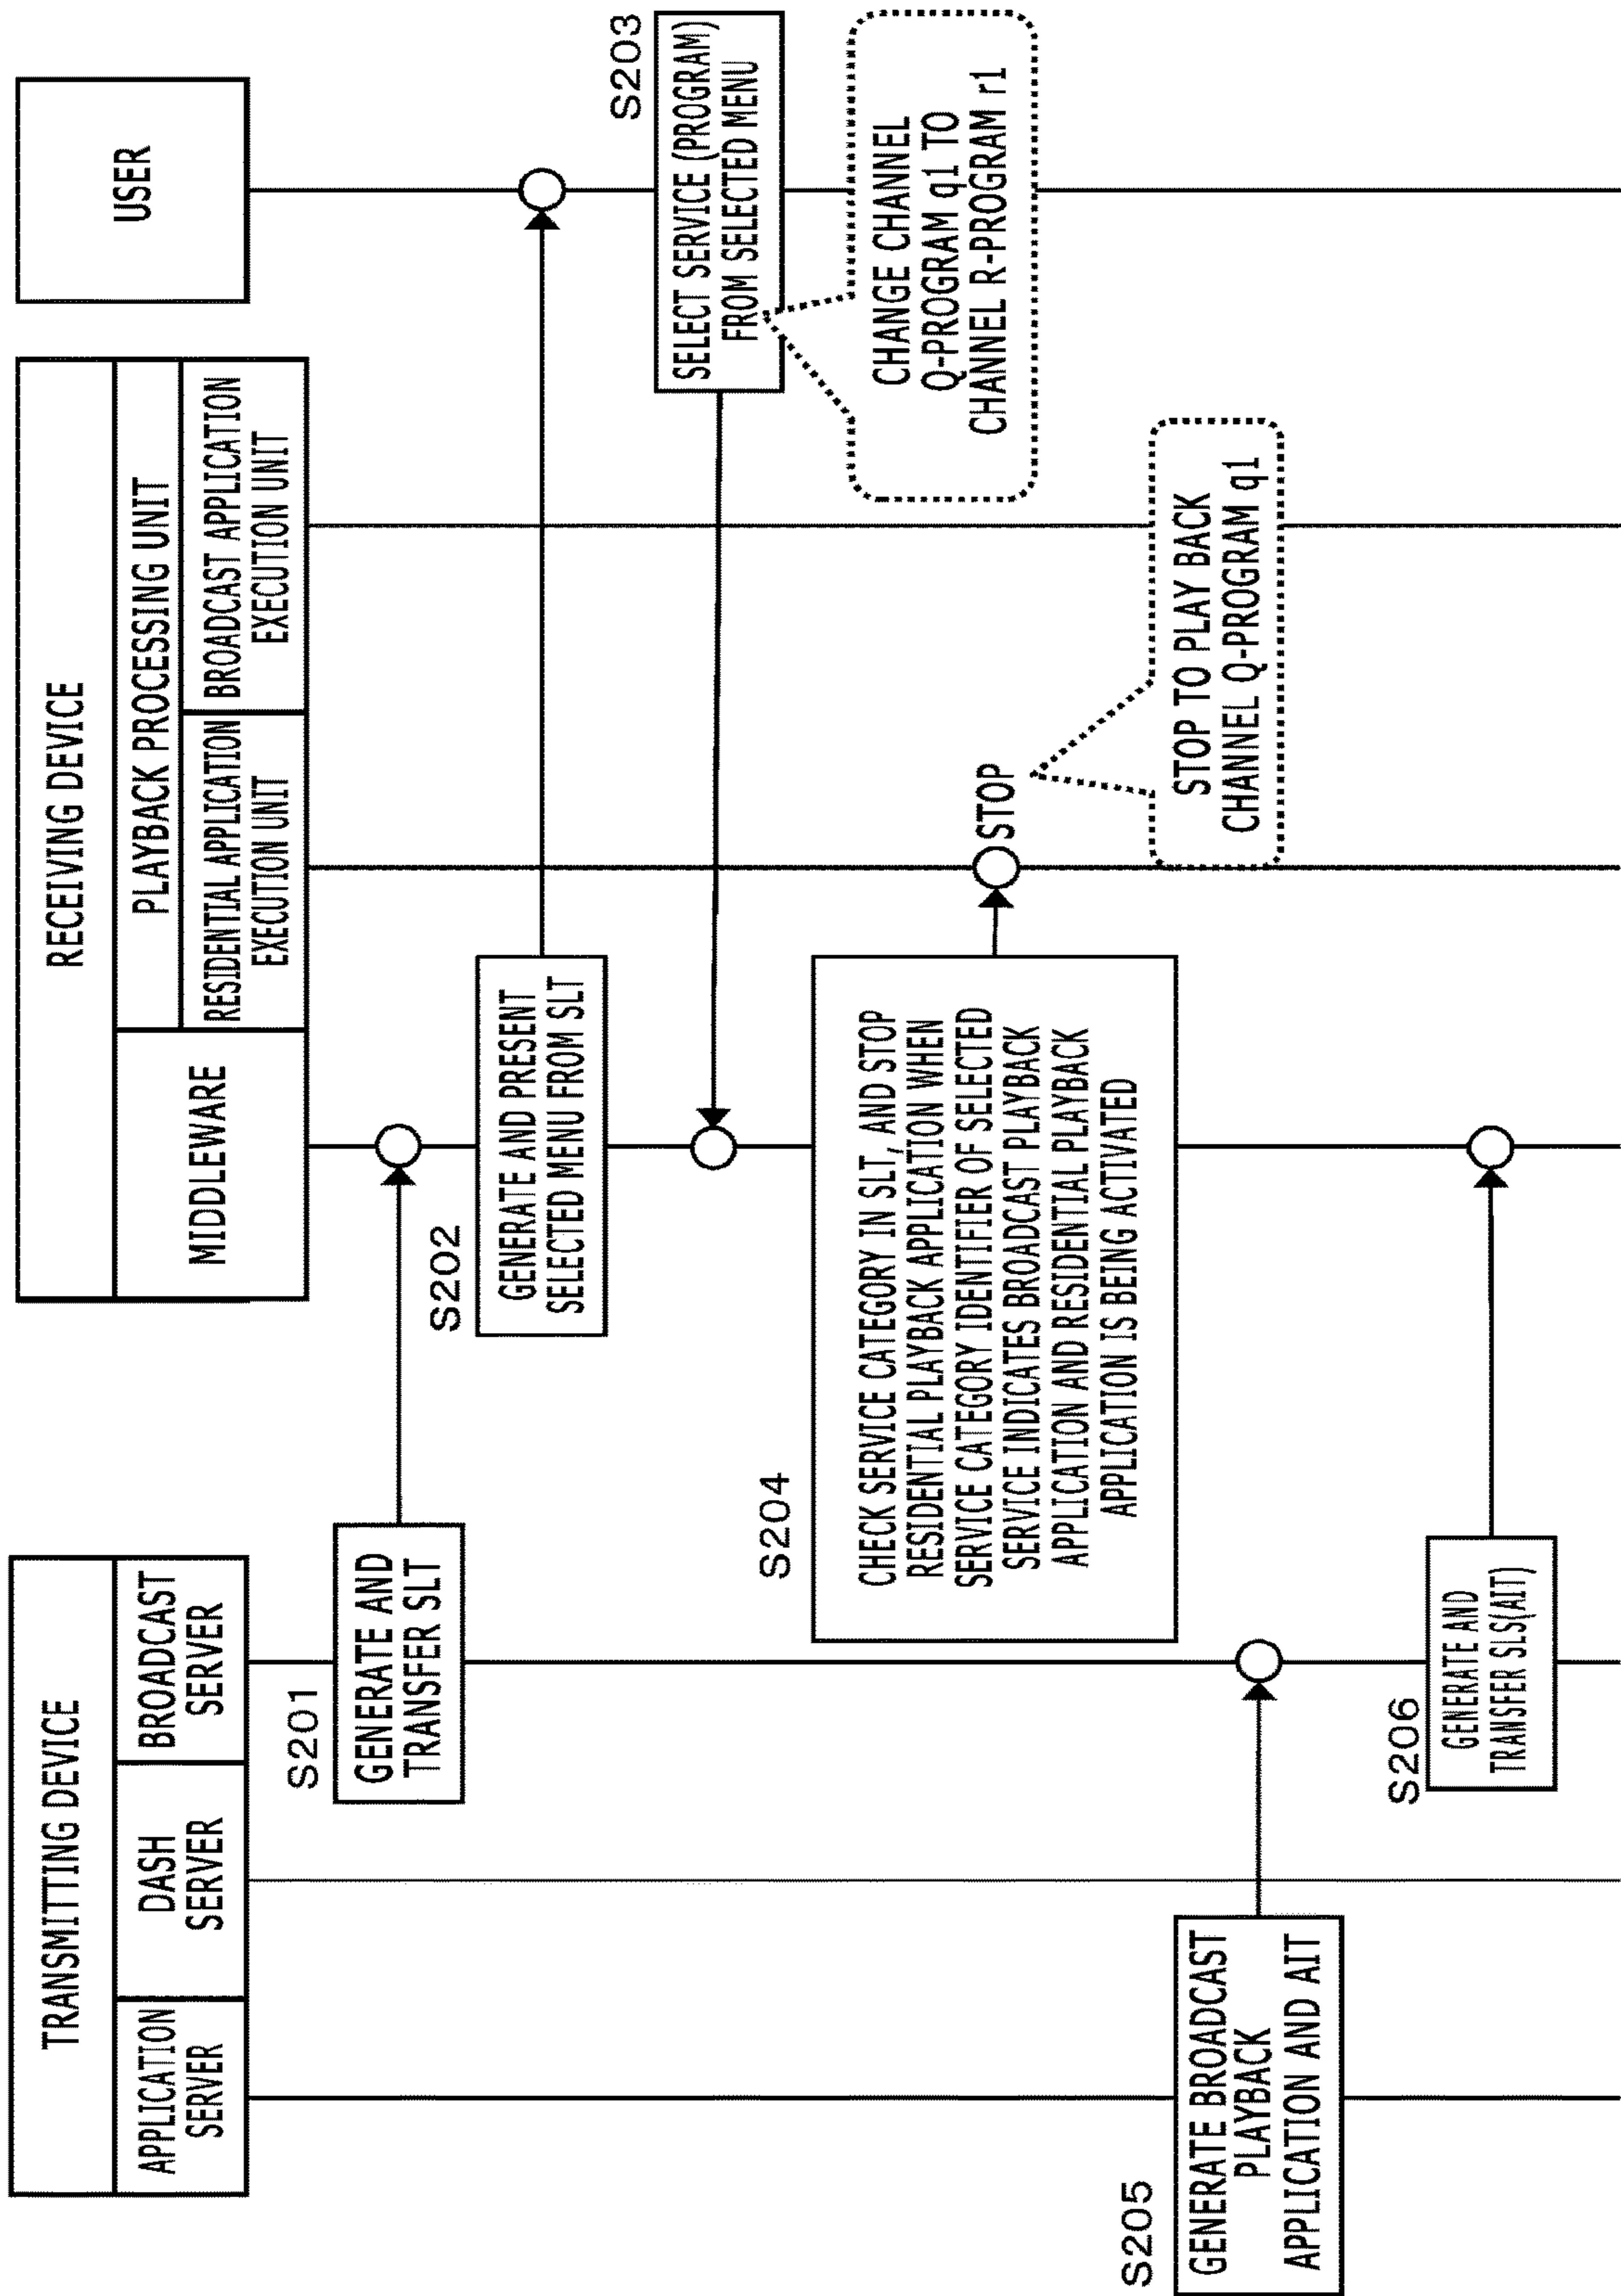 TRANSMITTING DEVICE
APPLICATION
SERVER
DASH
SERVER
BROADCAST
SERVER
RECEIVING DEVICE
MIDDLEWARE
PLAYBACK PROCESSING UNIT
RESIDENTIAL APPLICATION
EXECUTION UNIT
BROADCAST APPLICATION
EXECUTION UNIT
USER
S201
GENERATE AND
TRANSFER SLT
S202
GENERATE AND PRESENT
SELECTED MENU FROM SLT
S203
SELECT SERVICE (PROGRAM)
FROM SELECTED MENU
CHANGE CHANNEL
Q-PROGRAM q1 TO
CHANNEL R-PROGRAM r1
S204
CHECK SERVICE CATEGORY IN SLT, AND STOP
RESIDENTIAL PLAYBACK APPLICATION WHEN
SERVICE CATEGORY IDENTIFIER OF SELECTED
SERVICE INDICATES BROADCAST PLAYBACK
APPLICATION AND RESIDENTIAL PLAYBACK
APPLICATION IS BEING ACTIVATED
STOP
STOP TO PLAY BACK
CHANNEL Q-PROGRAM q1
S205
GENERATE BROADCAST
PLAYBACK
APPLICATION AND AIT
S206
GENERATE AND
TRANSFER SLS(AIT)